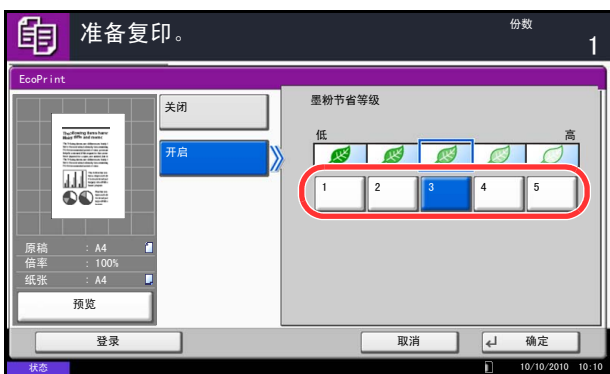 准备复印。
份数
1
EcoPrint
关闭
开启
墨粉节省等级
低
高
1 2 3 4 5
原稿 : A4
倍率 : 100%
纸张 : A4
预览
登录
取消
确定
状态
10/10/2010 10:10